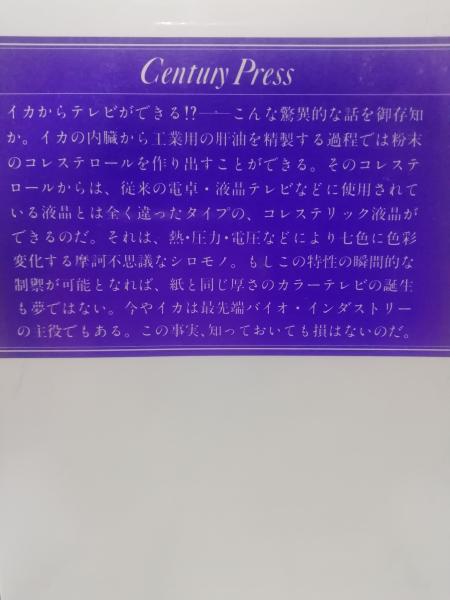 Century Press
イカからテレビができる!?——こんな驚異的な話を御存知
か。イカの内臓から工業用の肝油を精製する過程では粉末
のコレステロールを作り出すことができる。そのコレステ
ロールからは、従来の電卓・液晶テレビなどに使用されて
いる液晶とは全く違ったタイプの、コレステリック液晶が
できるのだ。それは、熱・圧力・電圧などにより七色に色彩
変化する摩訶不思議なシロモノ。もしこの特性の瞬間的な
制禦が可能となれば、紙と同じ厚さのカラーテレビの誕生
も夢ではない。今やイカは最先端バイオ・インダストリー
の主役でもある。この事実、知っておいても損はないのだ。